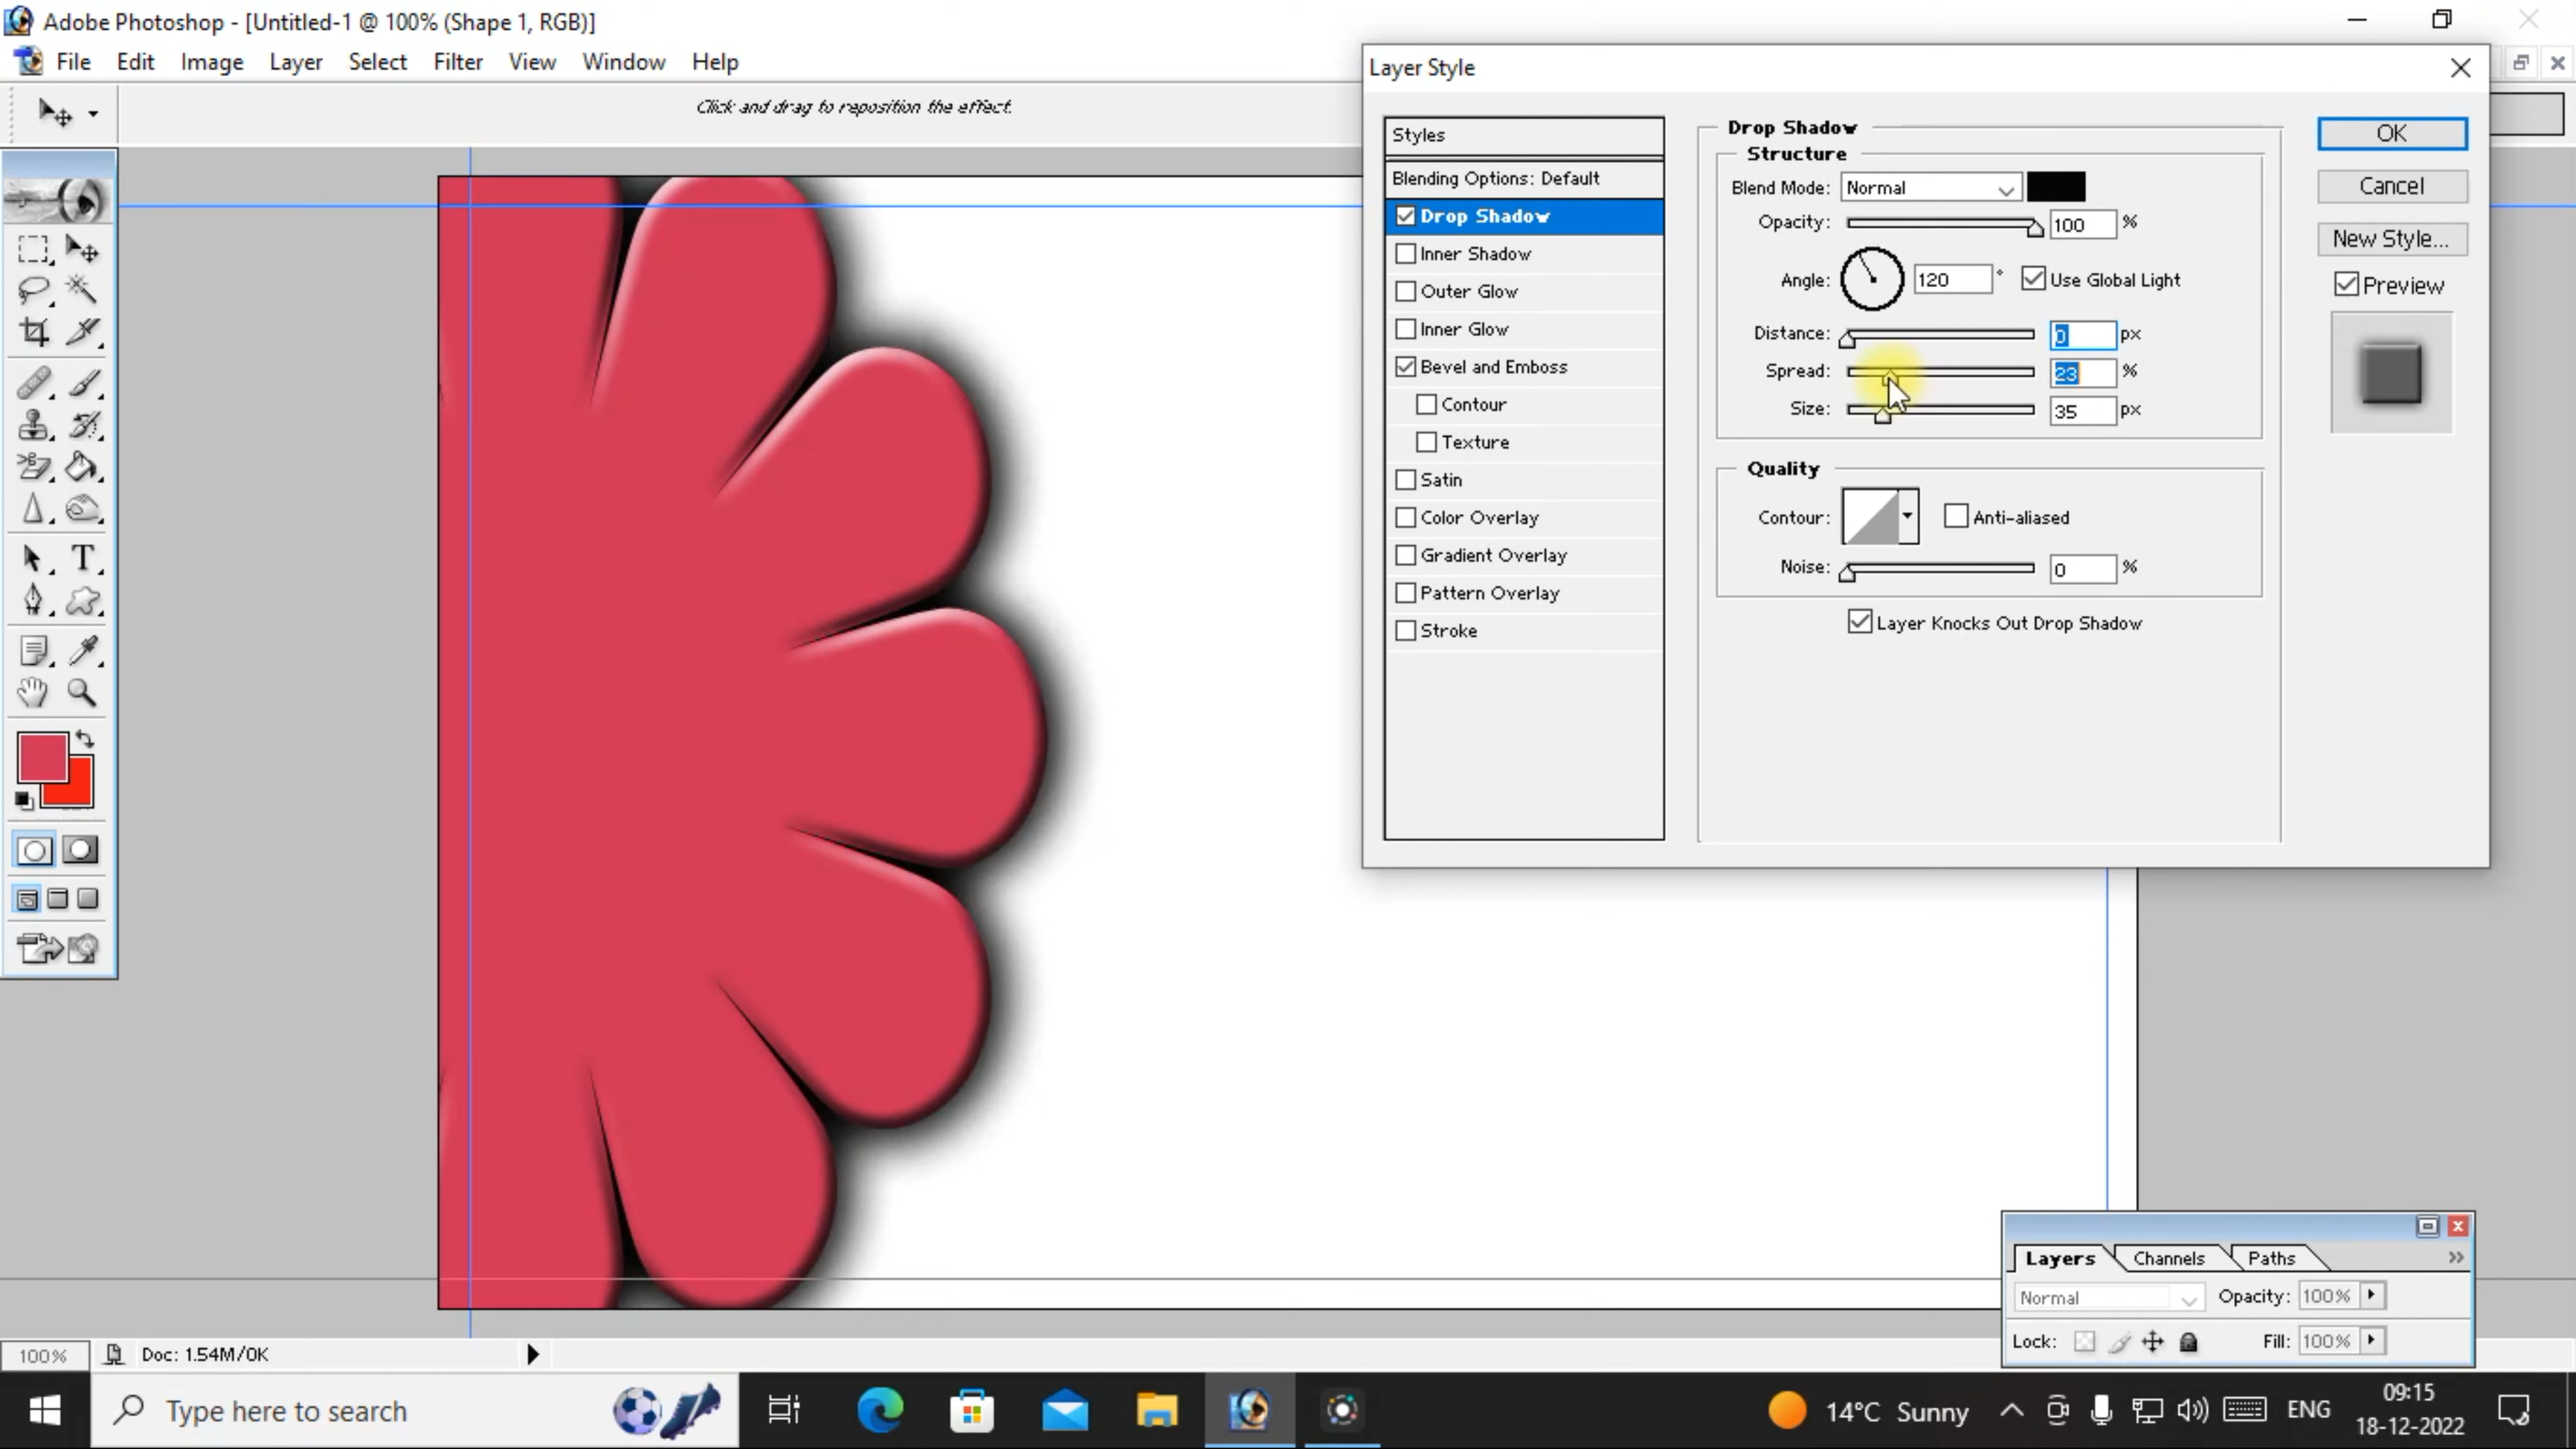 Adobe Photoshop - [Untitled-1 @ 100% (Shape 1, RGB)]
File Edit Image Layer Select Filter View Window Help
Click and drag to reposition the effect.
Layer Style
Styles
Blending Options: Default
Drop Shadow
Inner Shadow
Outer Glow
Inner Glow
Bevel and Emboss
Contour
Texture
Satin
Color Overlay
Gradient Overlay
Pattern Overlay
Stroke
Drop Shadow
Structure
Blend Mode: Normal
Opacity: 100 %
Angle: 120 ° Use Global Light
Distance: 0 px
Spread: 23 %
Size: 35 px
Quality
Contour: Anti-aliased
Noise: 0 %
Layer Knocks Out Drop Shadow
OK
Cancel
New Style...
Preview
T
Layers Channels Paths
Normal Opacity: 100%
Lock: Fill: 100%
100% Doc: 1.54M/0K
Type here to search
14°C Sunny
ENG
09:15
18-12-2022